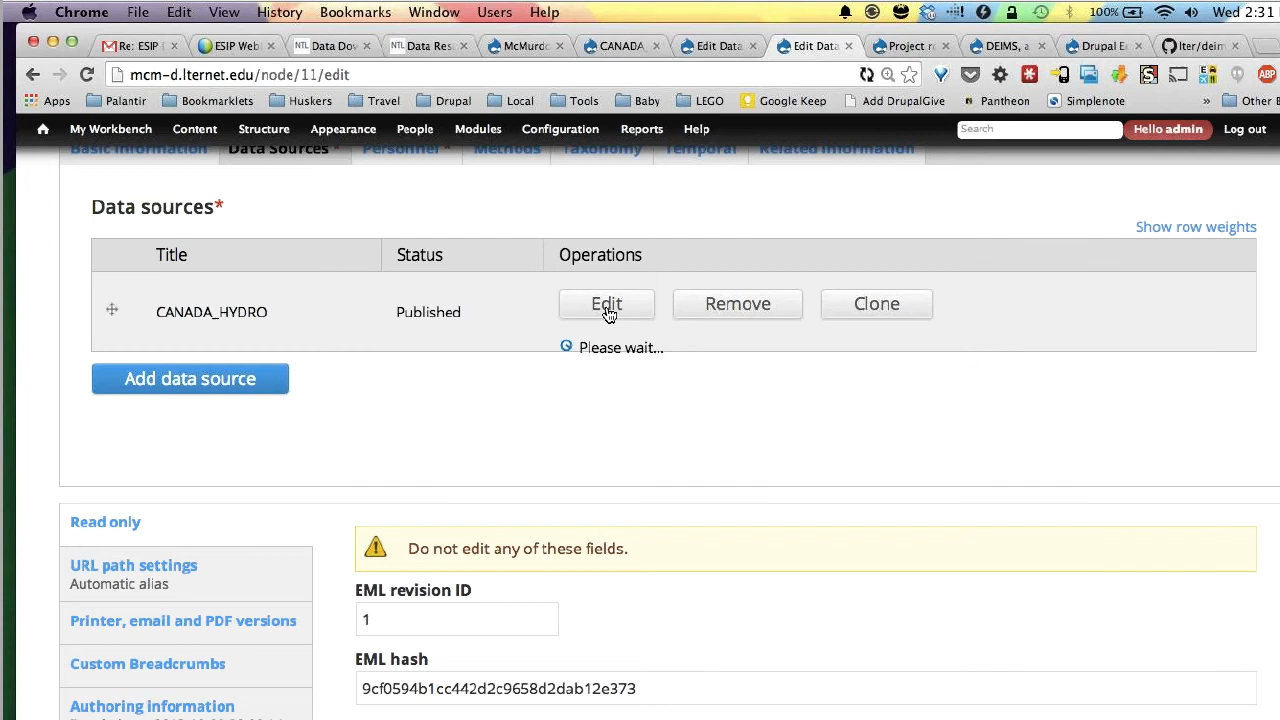 Chrome File Edit View History Bookmarks Window Users Help 100% Wed 2:31
Re: ESIP ESIP Web NTL Data Dov NTL Data Res McMurd CANADA Edit Data Edit Data Project r DEIMS, a Drupal E lter/deim
mcm-d.lternet.edu/node/11/edit ABP
Apps Palantir Bookmarklets Huskers Travel Drupal Local Tools Baby LEGO Google Keep Add DrupalGive Pantheon Simplenote » Other B
My Workbench Content Structure Appearance People Modules Configuration Reports Help Search Hello admin Log out
Basic Information Data Sources * Personnel * Methods Taxonomy Temporal Related Information
Data sources*
Show row weights
Title Status Operations
CANADA_HYDRO Published Edit Remove Clone
Please wait...
Add data source
Read only
Do not edit any of these fields.
URL path settings
Automatic alias
EML revision ID
1
Printer, email and PDF versions
Custom Breadcrumbs
EML hash
9cf0594b1cc442d2c9658d2dab12e373
Authoring information